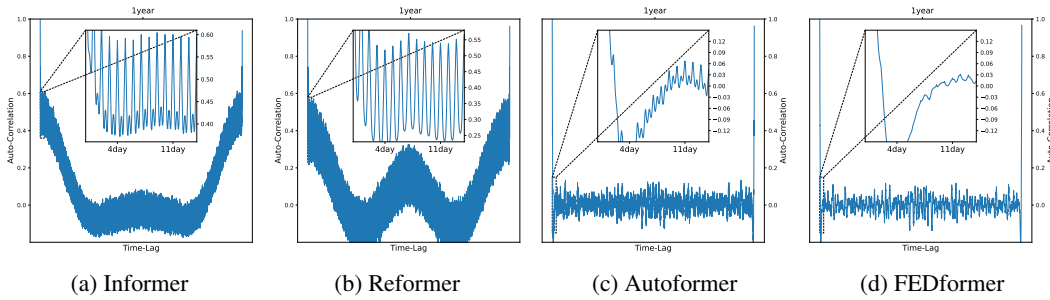 1year
1.0
0.8
0.6
0.4
0.2
0.0
Auto-Correlation
Time-Lag
0.60
0.55
0.50
0.45
0.40
4day 11day
(a) Informer
1year
1.0
0.8
0.6
0.4
0.2
0.0
Auto-Correlation
Time-Lag
0.55
0.50
0.45
0.40
0.35
0.30
0.25
4day 11day
(b) Reformer
1year
1.0
0.8
0.6
0.4
0.2
0.0
Auto-Correlation
Time-Lag
0.15
0.12
0.09
0.06
0.03
0.00
−0.03
−0.06
−0.09
−0.12
4day 11day
(c) Autoformer
1year
1.0
0.8
0.6
0.4
0.2
0.0
Auto-Correlation
Time-Lag
0.12
0.09
0.06
0.03
0.00
−0.03
−0.06
−0.09
−0.12
4day 11day
(d) FEDformer